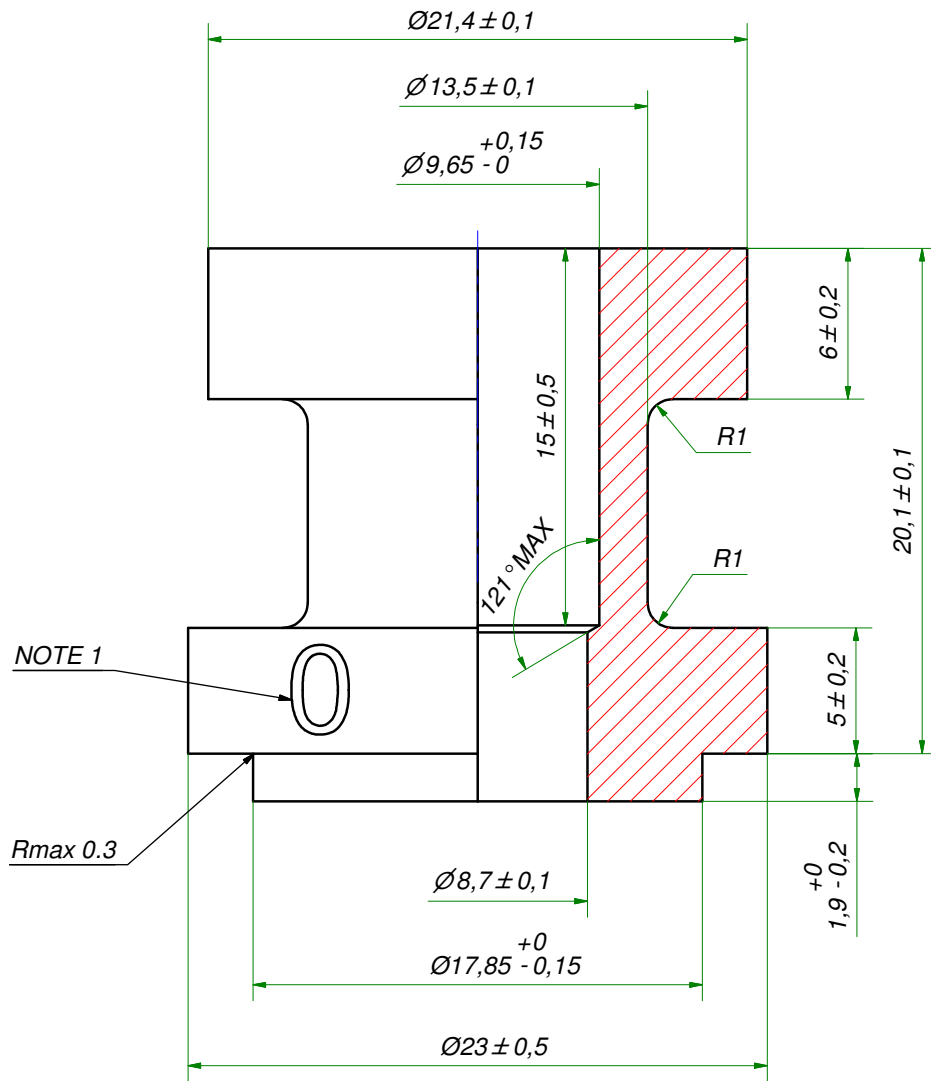 Ø21,4 ± 0,1
Ø13,5 ± 0,1
+0,15
Ø9,65 - 0
6 ± 0,2
15 ± 0,5
R1
20,1 ± 0,1
121° MAX
R1
NOTE 1
0
5 ± 0,2
Rmax 0.3
Ø8,7 ± 0,1
+0
1,9 - 0,2
+0
Ø17,85 - 0,15
Ø23 ± 0,5